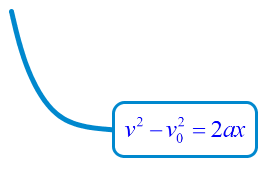 v² − v₀² = 2ax